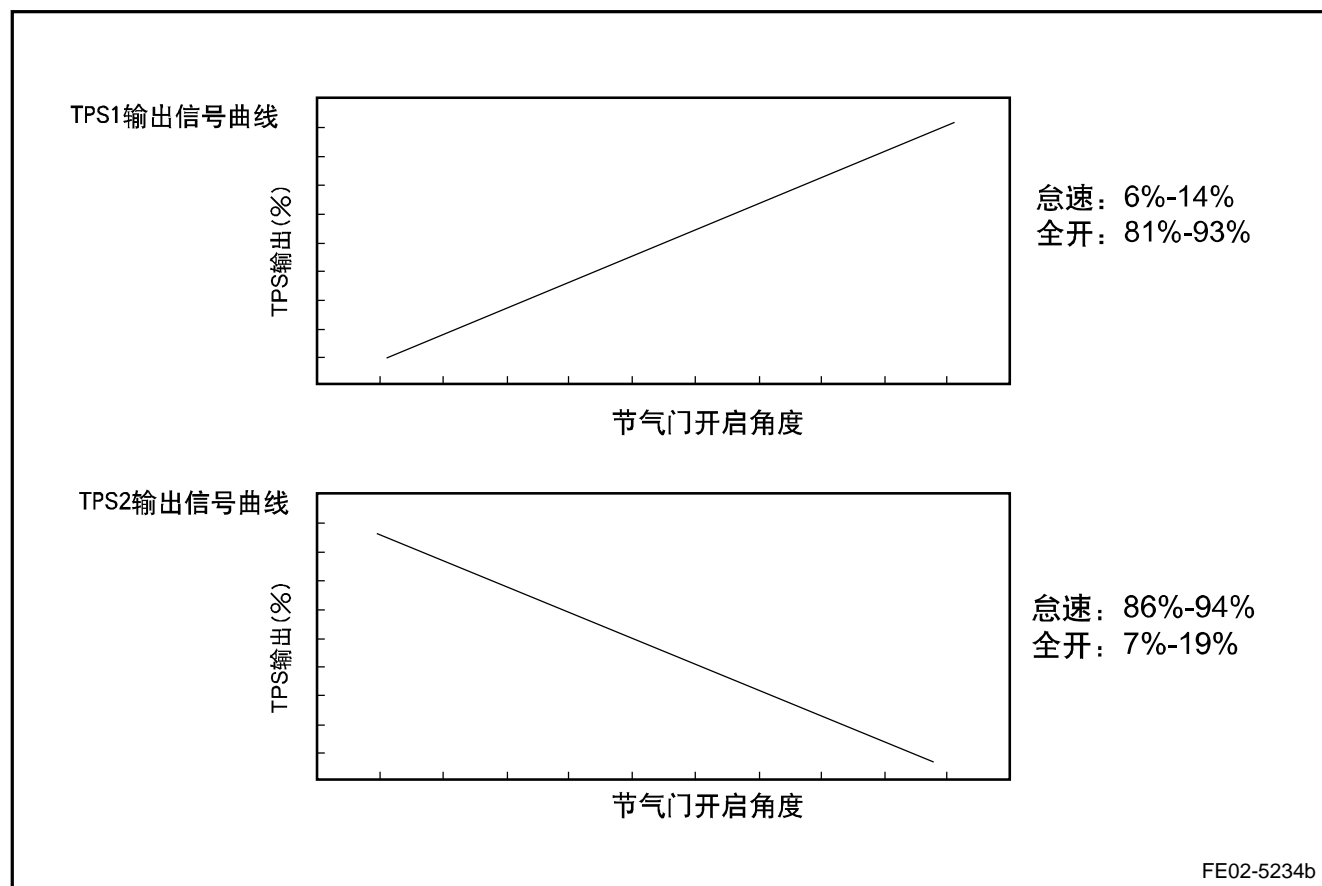 TPS1输出信号曲线
TPS输出(%)
节气门开启角度
怠速：6%-14%
全开：81%-93%
TPS2输出信号曲线
TPS输出(%)
节气门开启角度
怠速：86%-94%
全开：7%-19%
FE02-5234b